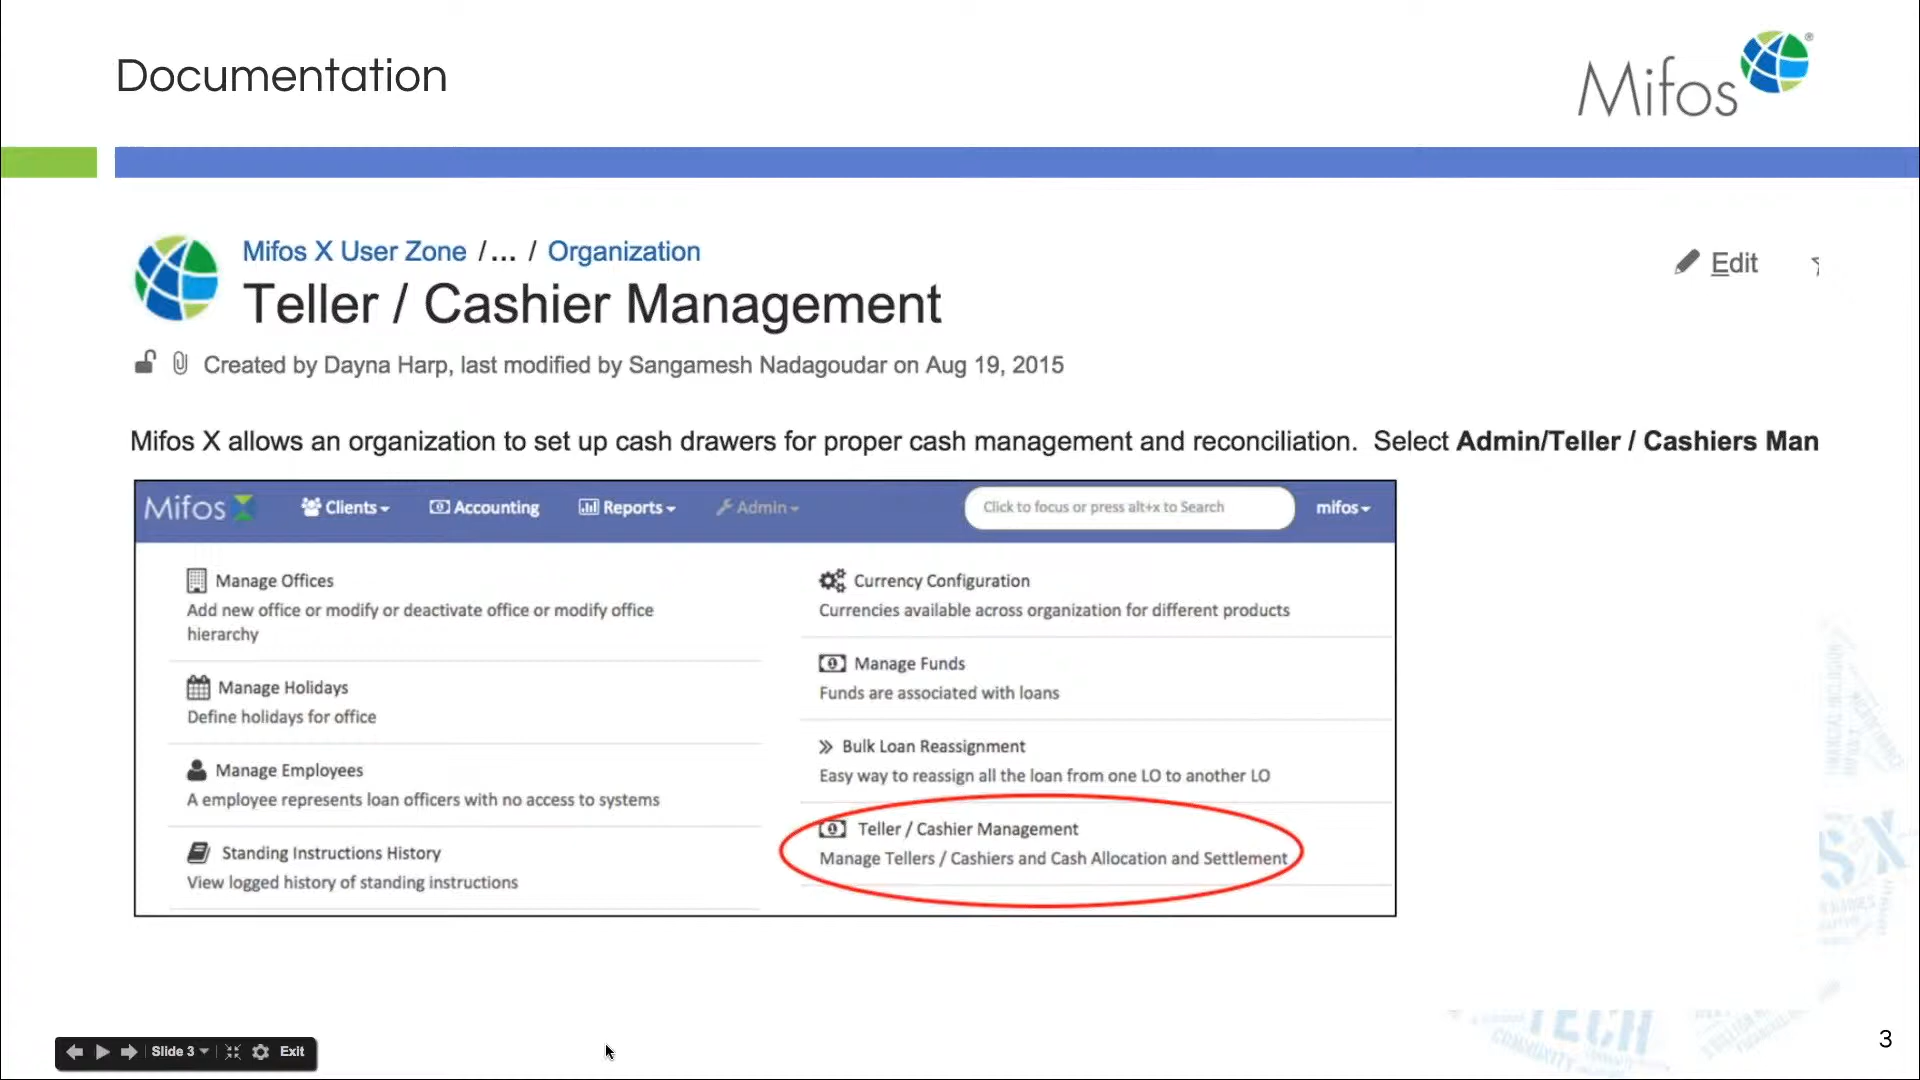 Documentation
Mifos®
Mifos X User Zone /... / Organization
Teller / Cashier Management
Edit
Created by Dayna Harp, last modified by Sangamesh Nadagoudar on Aug 19, 2015
Mifos X allows an organization to set up cash drawers for proper cash management and reconciliation. Select Admin/Teller / Cashiers Man
Mifos X Clients Accounting Reports Admin Click to focus or press alt+x to Search mifos
Manage Offices
Add new office or modify or deactivate office or modify office
hierarchy
Manage Holidays
Define holidays for office
Manage Employees
A employee represents loan officers with no access to systems
Standing Instructions History
View logged history of standing instructions
Currency Configuration
Currencies available across organization for different products
Manage Funds
Funds are associated with loans
Bulk Loan Reassignment
Easy way to reassign all the loan from one LO to another LO
Teller / Cashier Management
Manage Tellers / Cashiers and Cash Allocation and Settlement
SX
TECH
COMMUNITY
Slide 3 Exit
3